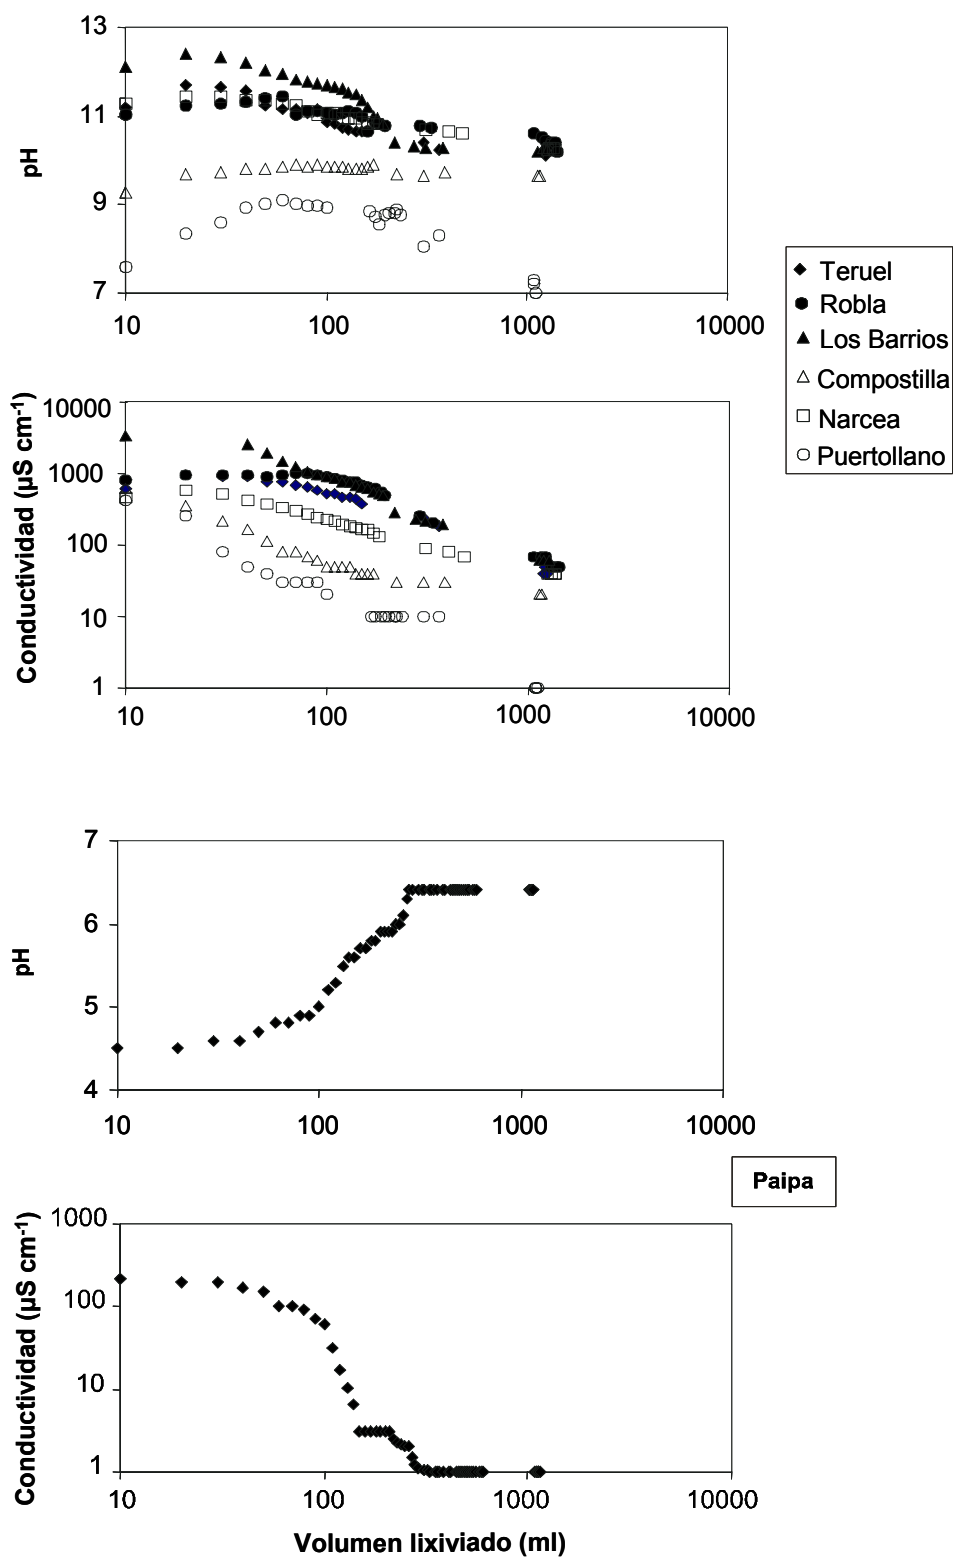 13
11
9
7
pH
10 100 1000 10000
Teruel
Robla
Los Barrios
Compostilla
Narcea
Puertollano
10000
1000
100
10
1
Conductividad (µS cm-1)
10 100 1000 10000
7
6
5
4
pH
10 100 1000 10000
Paipa
1000
100
10
1
Conductividad (µS cm-1)
10 100 1000 10000
Volumen lixiviado (ml)